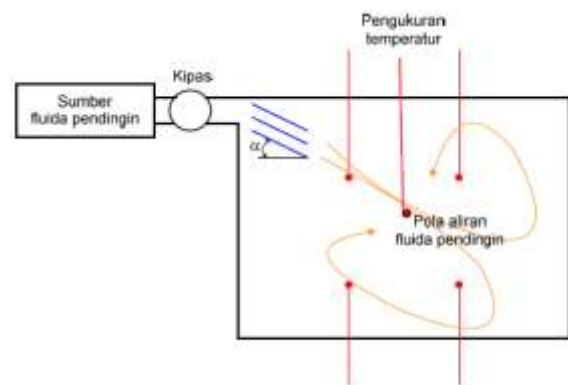 Pengukuran
temperatur
Kipas
Sumber
fluida pendingin
α
Pola aliran
fluida pendingin